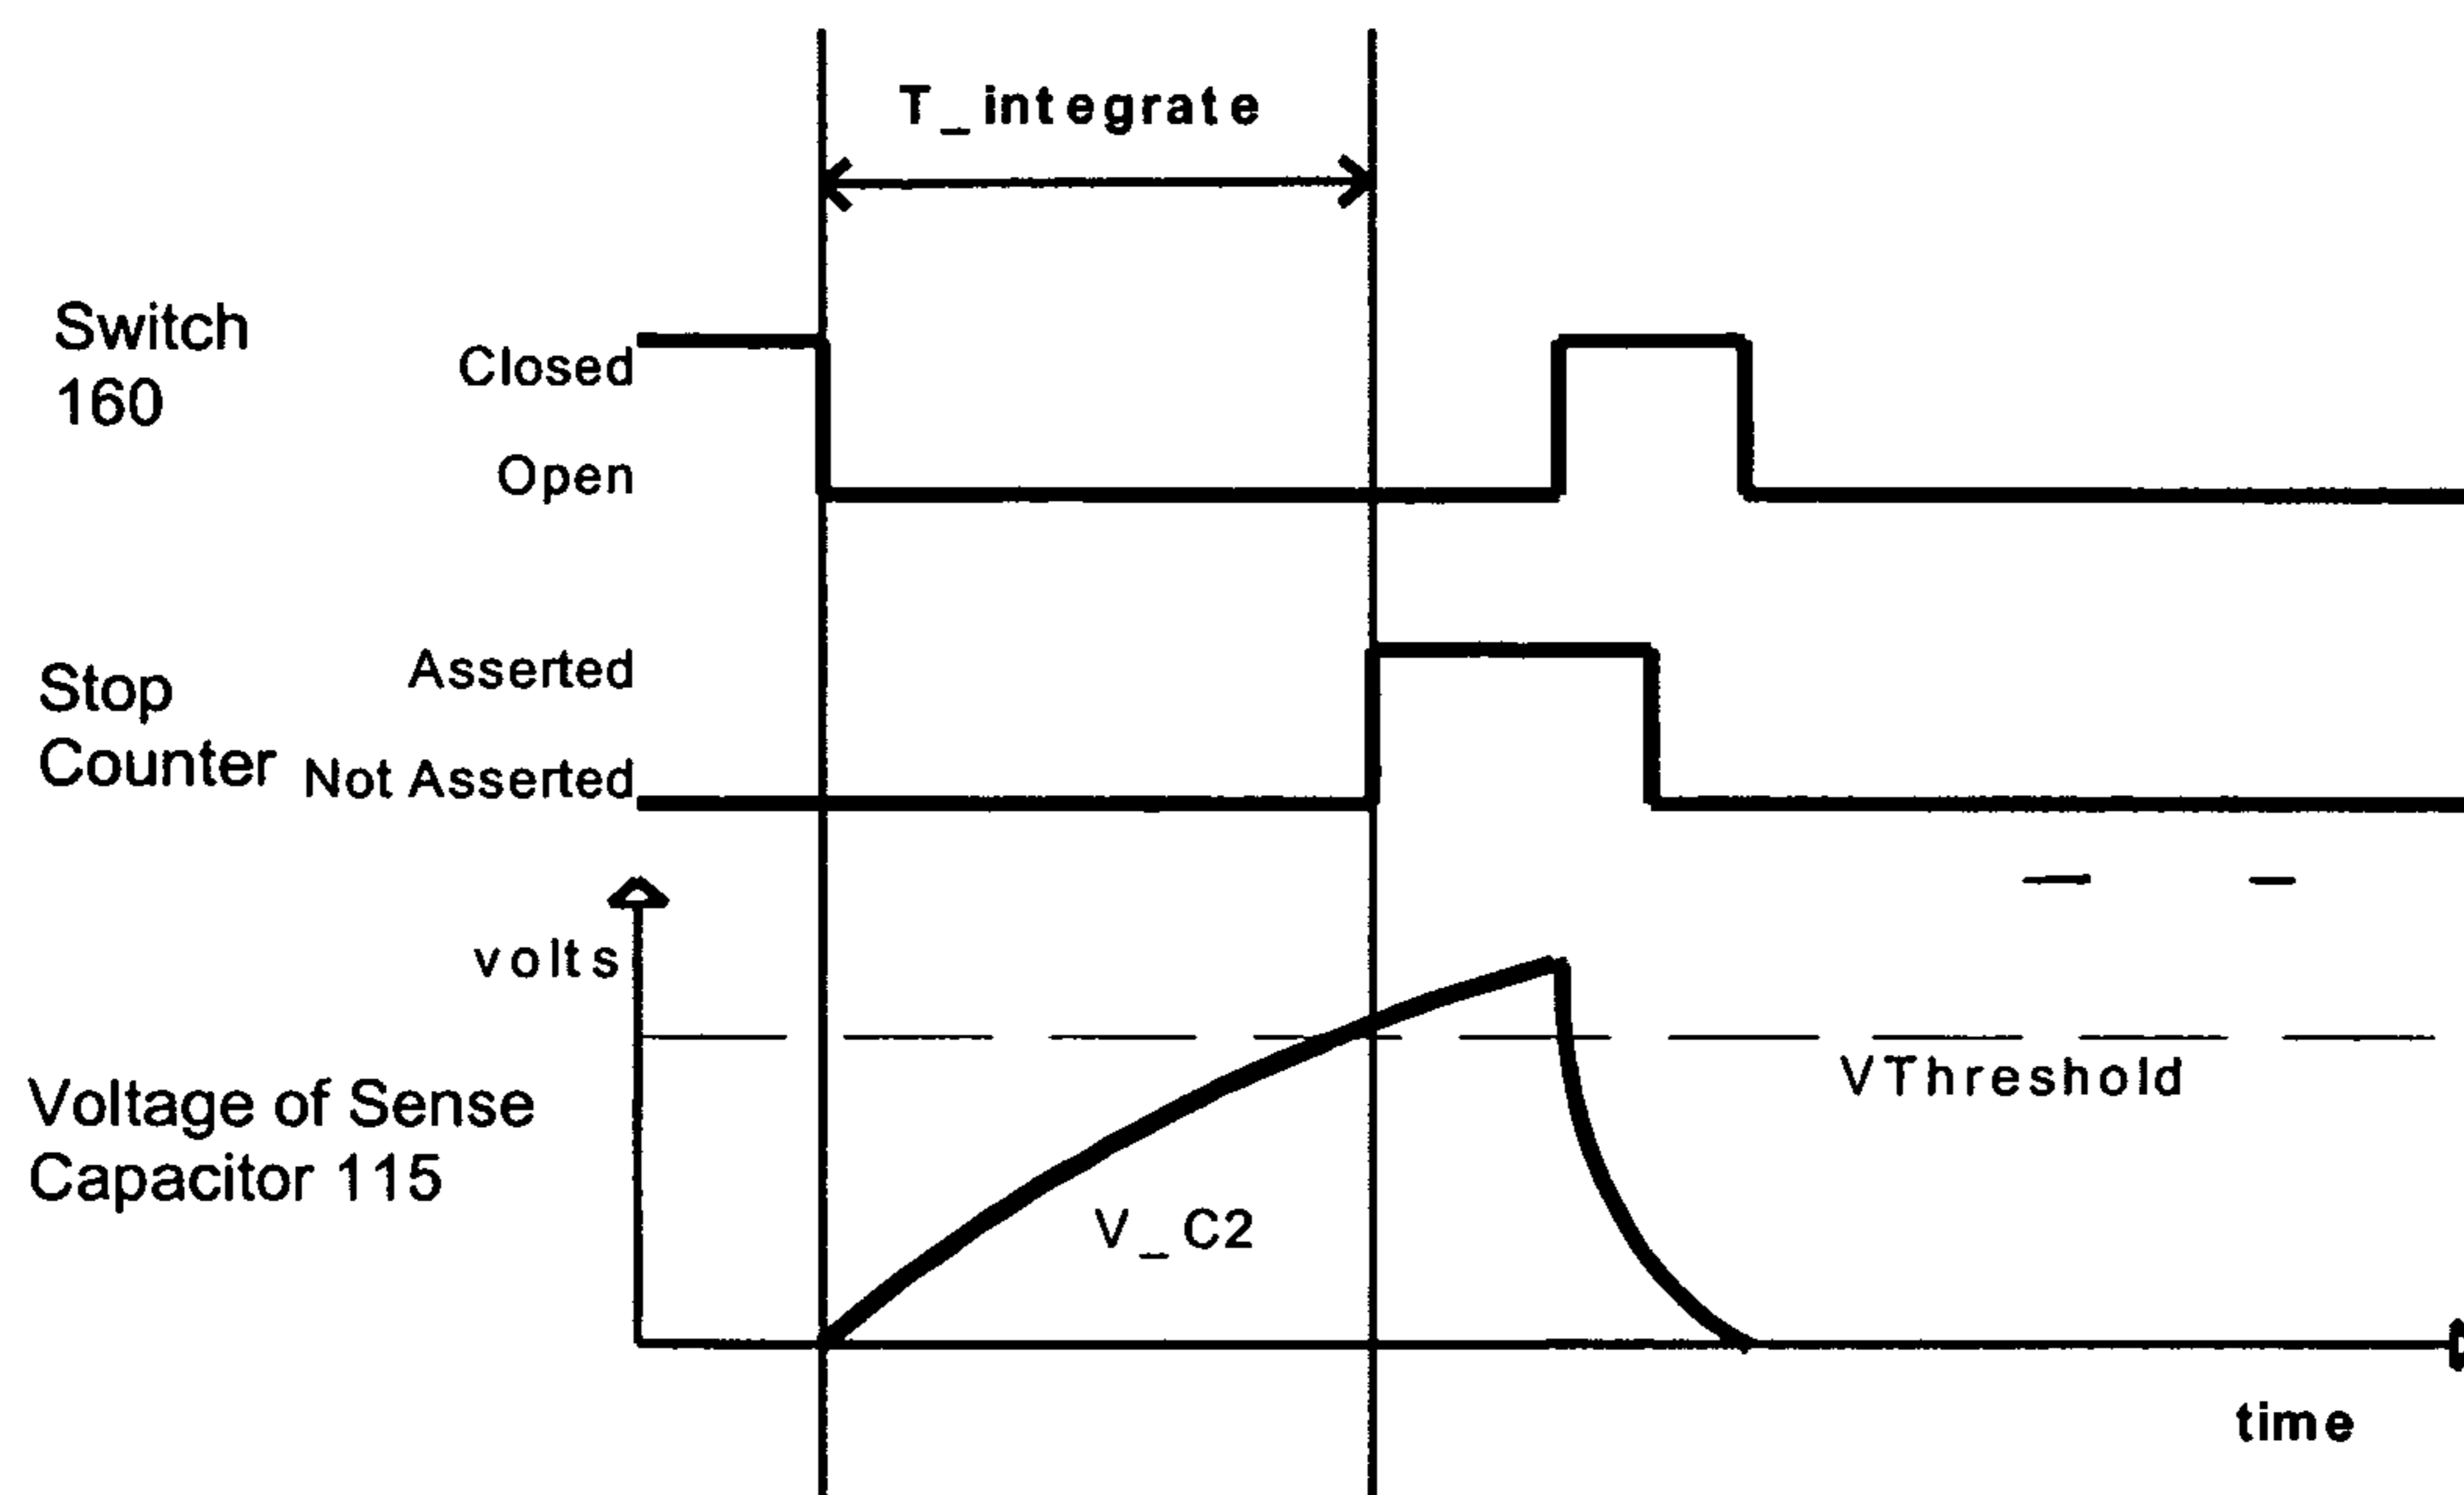 T_integrate
Switch
160
Closed
Open
Stop
Counter
Asserted
Not Asserted
volts
VThreshold
Voltage of Sense
Capacitor 115
V_C2
time